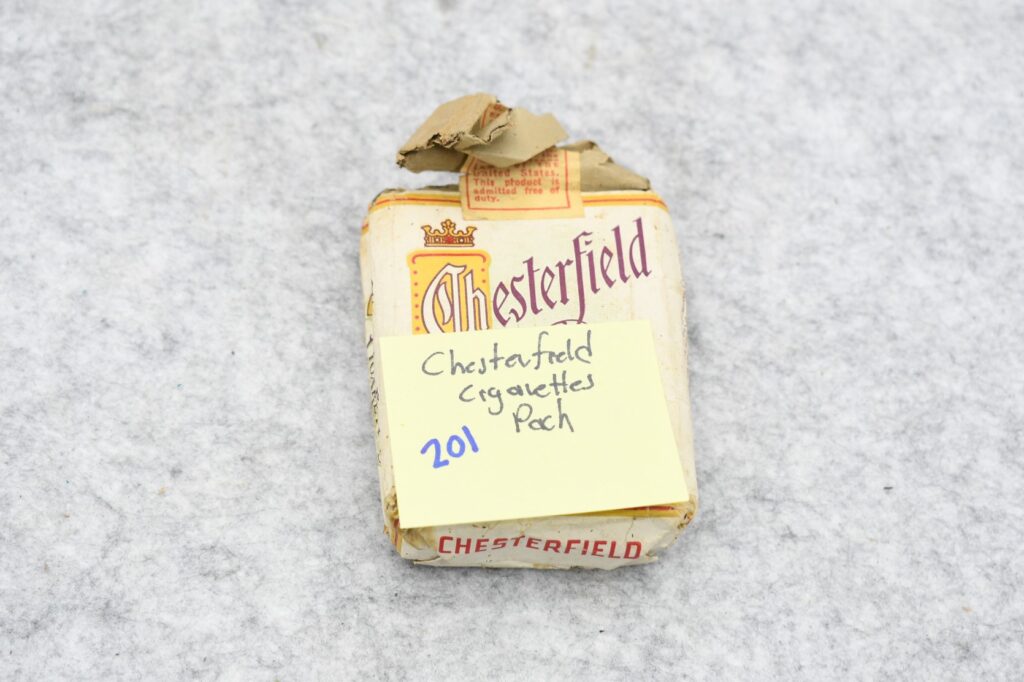 United States.
This product is
admitted free of
duty.
Chesterfield
Chesterfield
Cigarettes
Pack
201
CHESTERFIELD